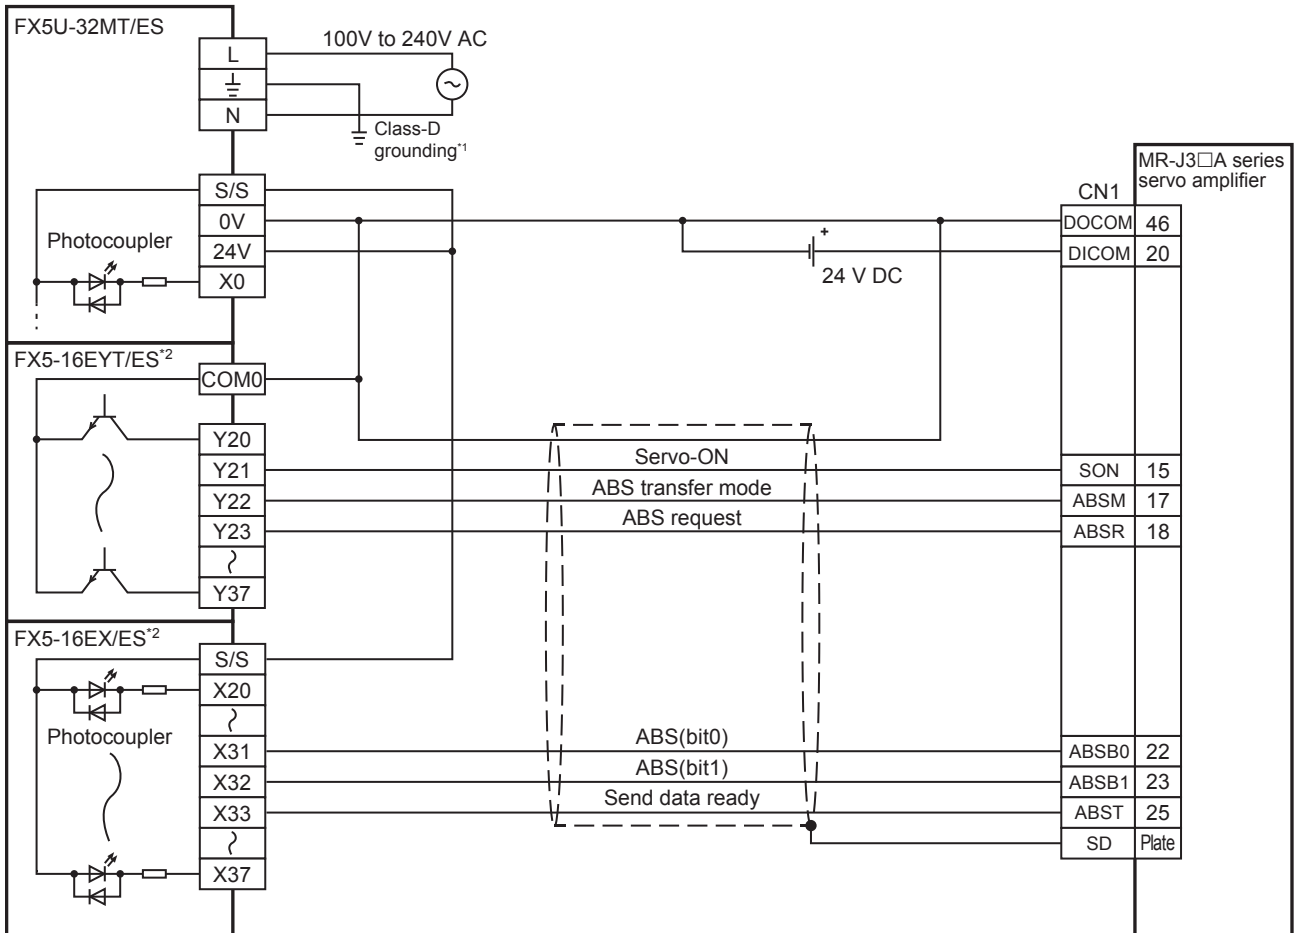 FX5U-32MT/ES
L
N
100V to 240V AC
Class-D
grounding*1
S/S
0V
24V
X0
Photocoupler
+
24 V DC
MR-J3□A series
servo amplifier
CN1
DOCOM 46
DICOM 20
FX5-16EYT/ES*2
COM0
Y20
Y21
Y22
Y23
Y37
Servo-ON
ABS transfer mode
ABS request
SON 15
ABSM 17
ABSR 18
FX5-16EX/ES*2
S/S
X20
Photocoupler
X31
X32
X33
X37
ABS(bit0)
ABS(bit1)
Send data ready
ABSB0 22
ABSB1 23
ABST 25
SD Plate